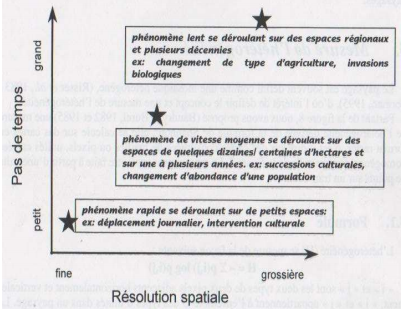 grand
Pas de temps
petit
phénomène lent se déroulant sur des espaces régionaux
et plusieurs décennies
ex: changement de type d'agriculture, invasions
biologiques
phénomène de vitesse moyenne se déroulant sur des
espaces de quelques dizaines/ centaines d'hectares et
sur une à plusieurs années. ex: successions culturales,
changement d'abondance d'une population
phénomène rapide se déroulant sur de petits espaces:
ex: déplacement journalier, intervention culturale
fine
grossière
Résolution spatiale